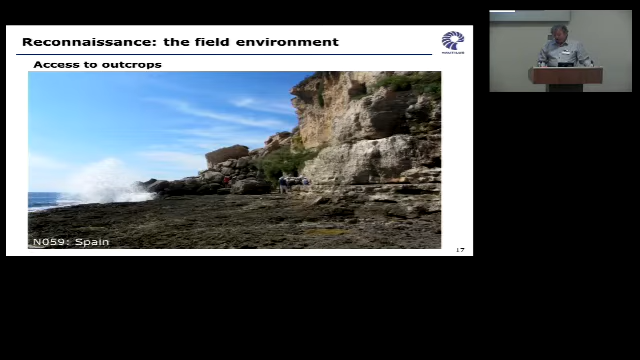 Reconnaissance: the field environment
Access to outcrops
N059: Spain
17